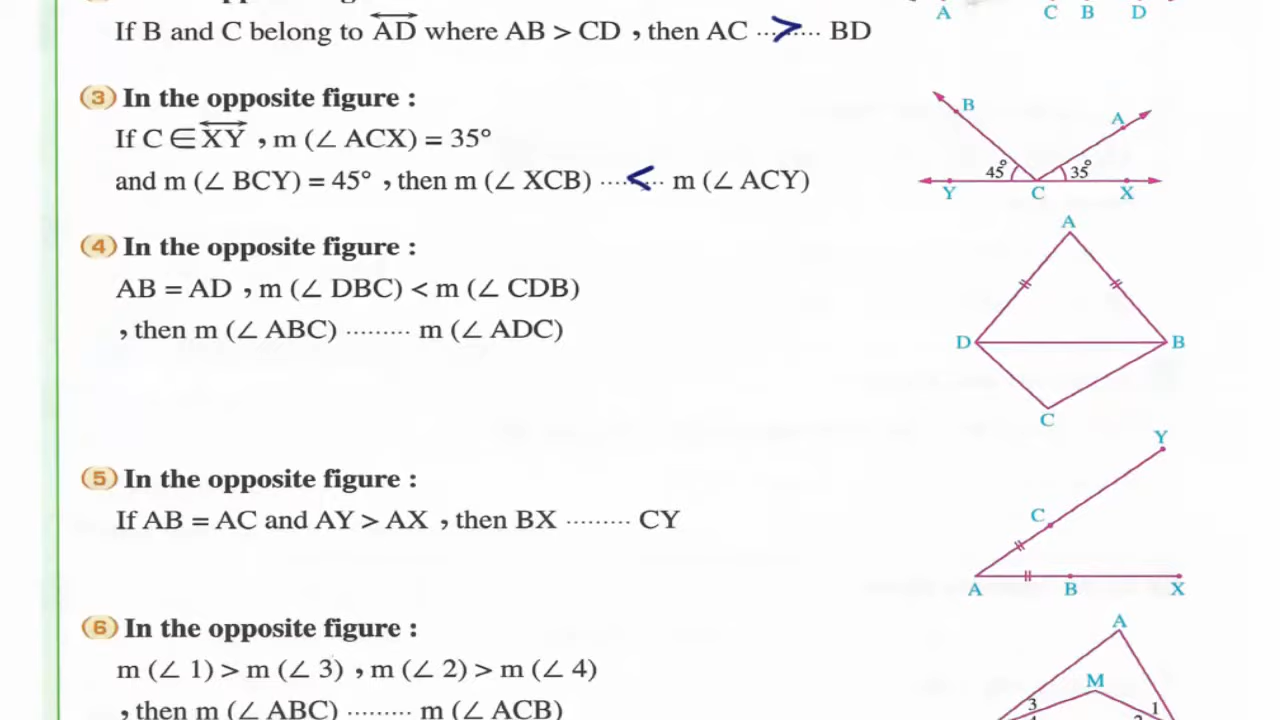 A C B D
If B and C belong to AD where AB > CD , then AC ...>... BD
(3) In the opposite figure :
If C ∈ XY , m (∠ ACX) = 35°
and m (∠ BCY) = 45° , then m (∠ XCB) ...<... m (∠ ACY)
B A
45° 35°
Y C X
(4) In the opposite figure :
AB = AD , m (∠ DBC) < m (∠ CDB)
, then m (∠ ABC) ......... m (∠ ADC)
A
D B
C
(5) In the opposite figure :
If AB = AC and AY > AX , then BX ......... CY
Y
C
A B X
(6) In the opposite figure :
m (∠ 1) > m (∠ 3) , m (∠ 2) > m (∠ 4)
, then m (∠ ABC) ......... m (∠ ACB)
A
M
3 1